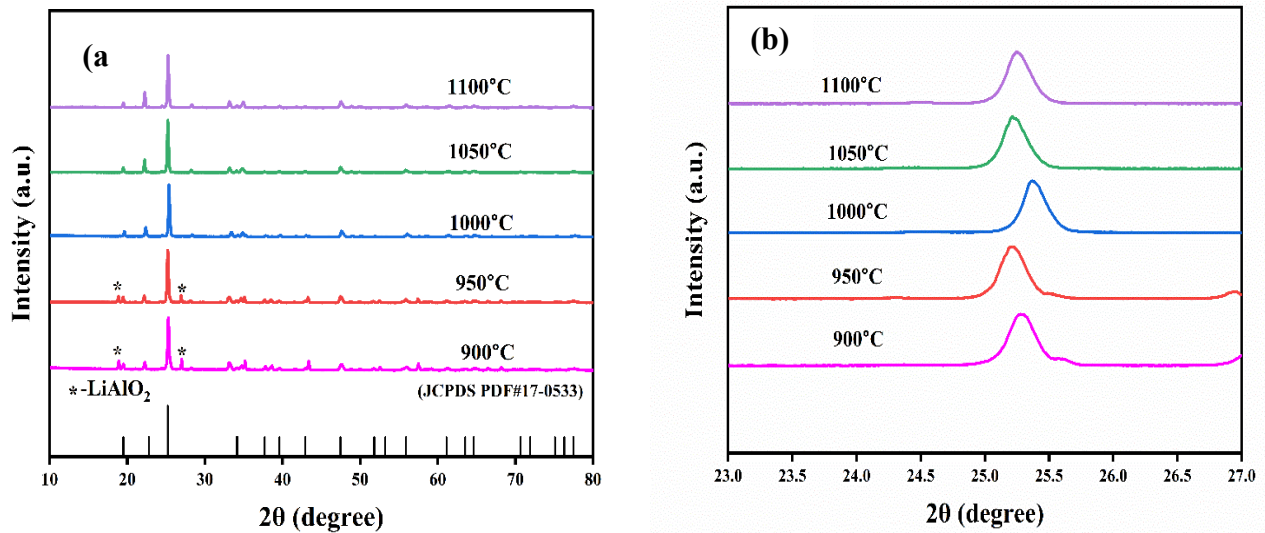 (a
1100°C
1050°C
1000°C
950°C
* *
900°C
* *
*-LiAlO₂
(JCPDS PDF#17-0533)
Intensity (a.u.)
10 20 30 40 50 60 70 80
2θ (degree)
(b)
1100°C
1050°C
1000°C
950°C
900°C
Intensity (a.u.)
23.0 23.5 24.0 24.5 25.0 25.5 26.0 26.5 27.0
2θ (degree)